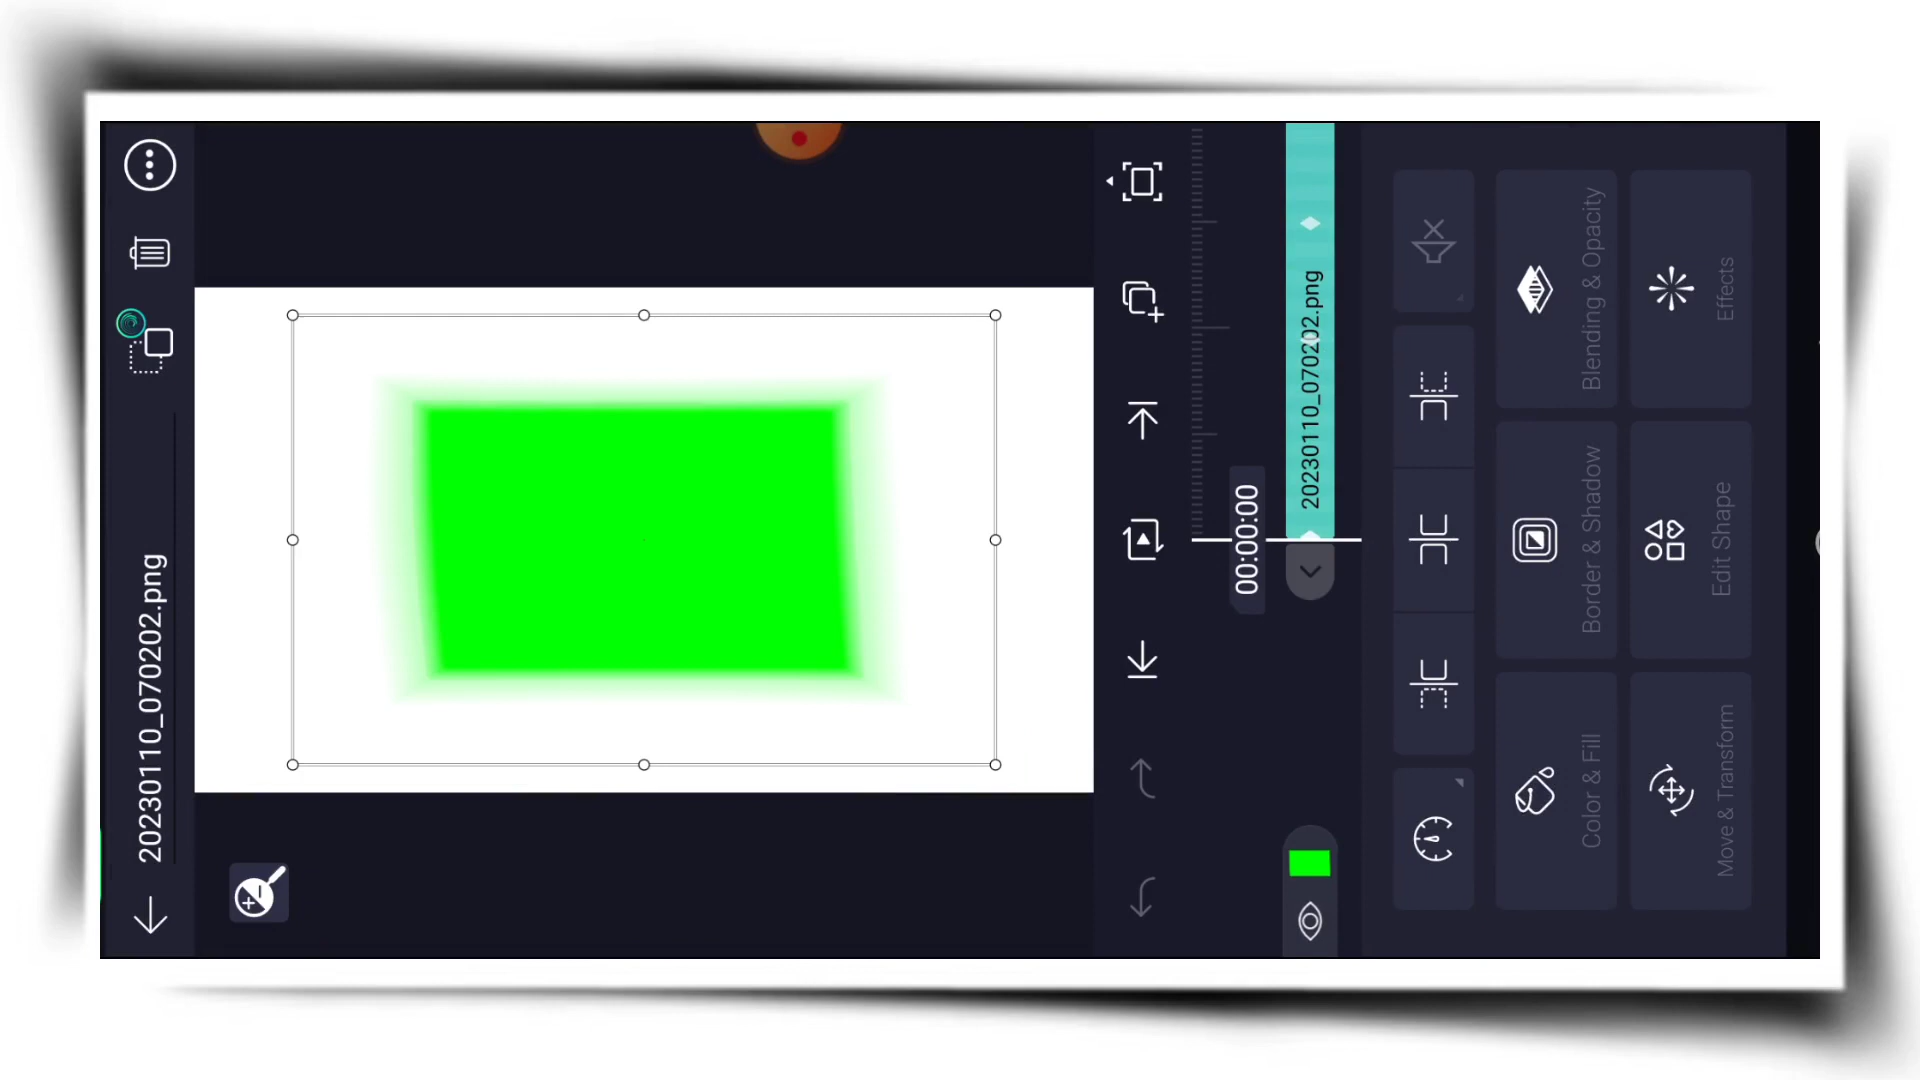 20230110_070202.png
00:00:00
20230110_070202.png
Color & Fill
Border & Shadow
Blending & Opacity
Move & Transform
Edit Shape
Effects